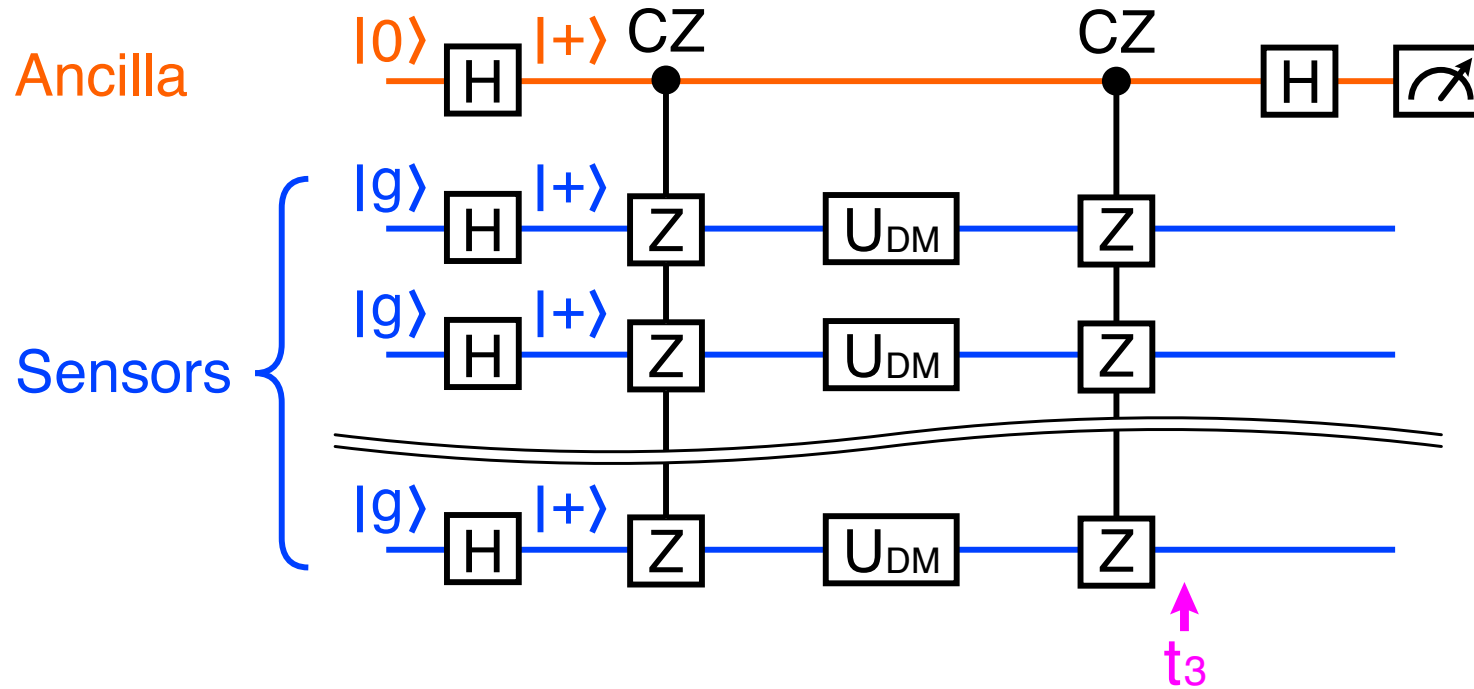 |0⟩ |+⟩ CZ CZ
Ancilla H H
|g⟩ |+⟩
H Z UDM Z
|g⟩ |+⟩
H Z UDM Z
Sensors
|g⟩ |+⟩
H Z UDM Z
t3